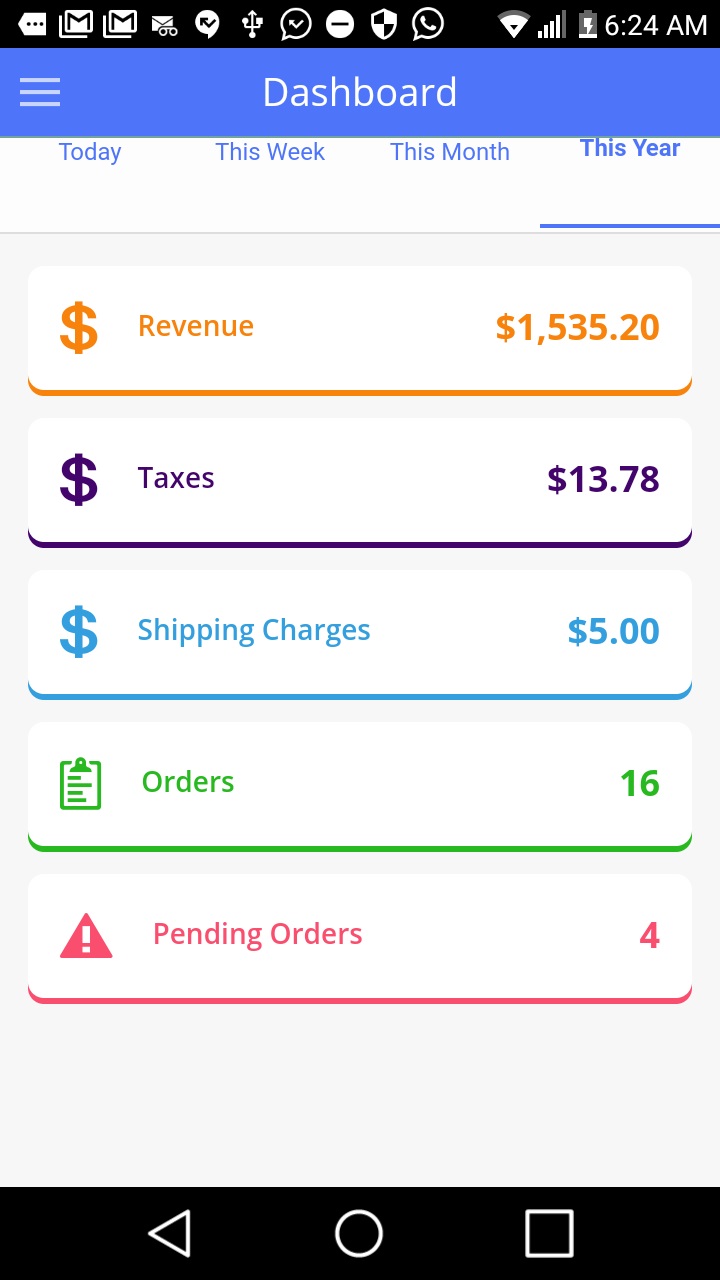 6:24 AM
Dashboard
Today This Week This Month This Year
$ Revenue $1,535.20
$ Taxes $13.78
$ Shipping Charges $5.00
Orders 16
Pending Orders 4